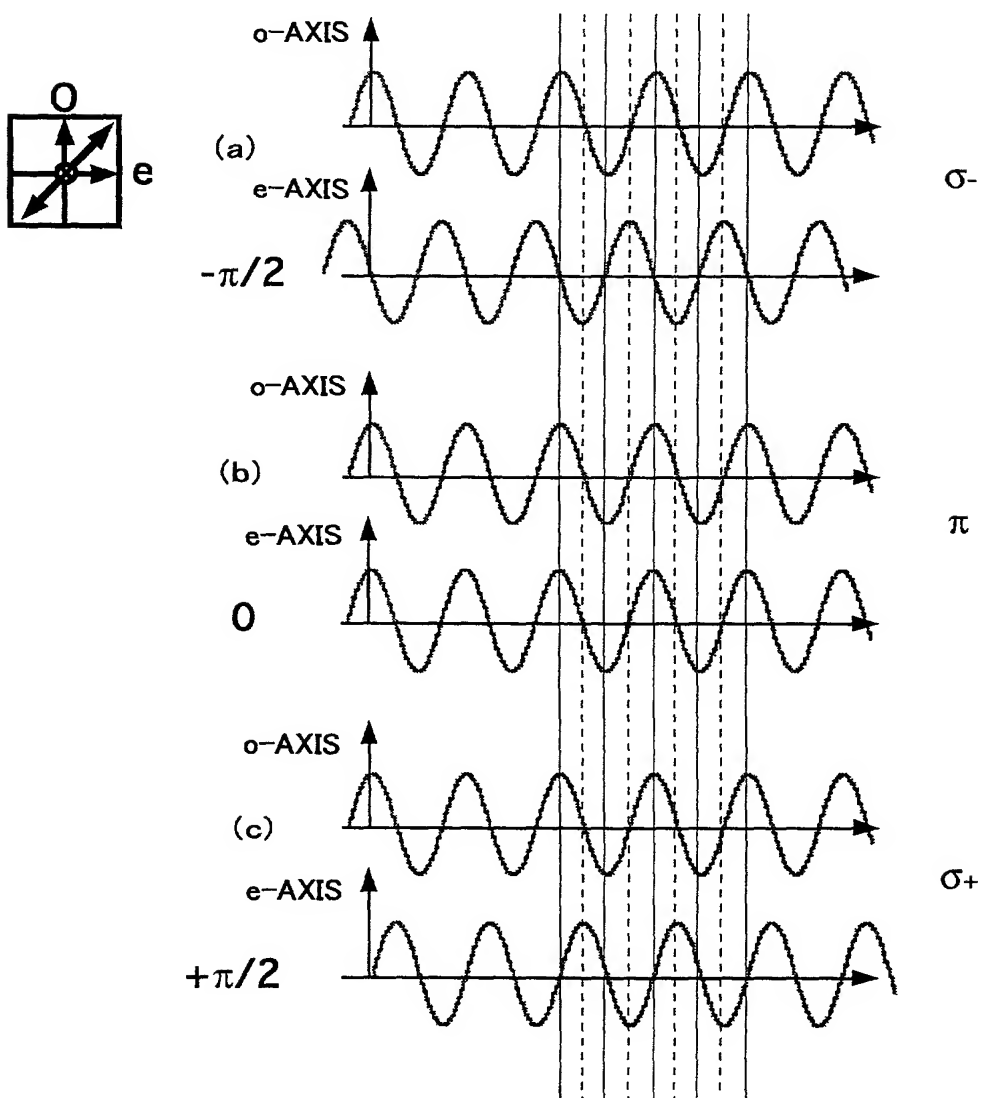 o-AXIS
O
e
(a)
σ-
e-AXIS
-π/2
o-AXIS
(b)
π
e-AXIS
0
o-AXIS
(c)
σ+
e-AXIS
+π/2